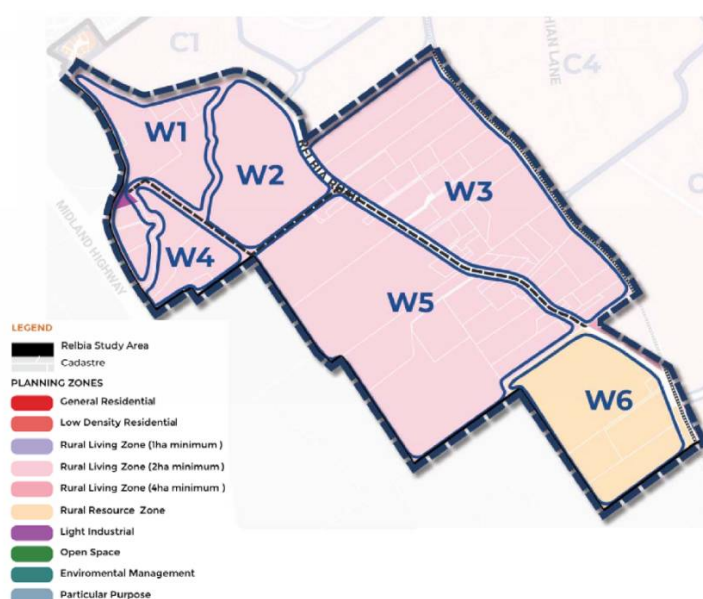 C1
HIAN LANE
C4
W1
W2
W3
W4
W5
W6
MIDLAND HIGHWAY
LEGEND
Relbia Study Area
Cadastre
PLANNING ZONES
General Residential
Low Density Residential
Rural Living Zone (1ha minimum )
Rural Living Zone (2ha minimum )
Rural Living Zone (4ha minimum )
Rural Resource Zone
Light Industrial
Open Space
Enviromental Management
Particular Purpose